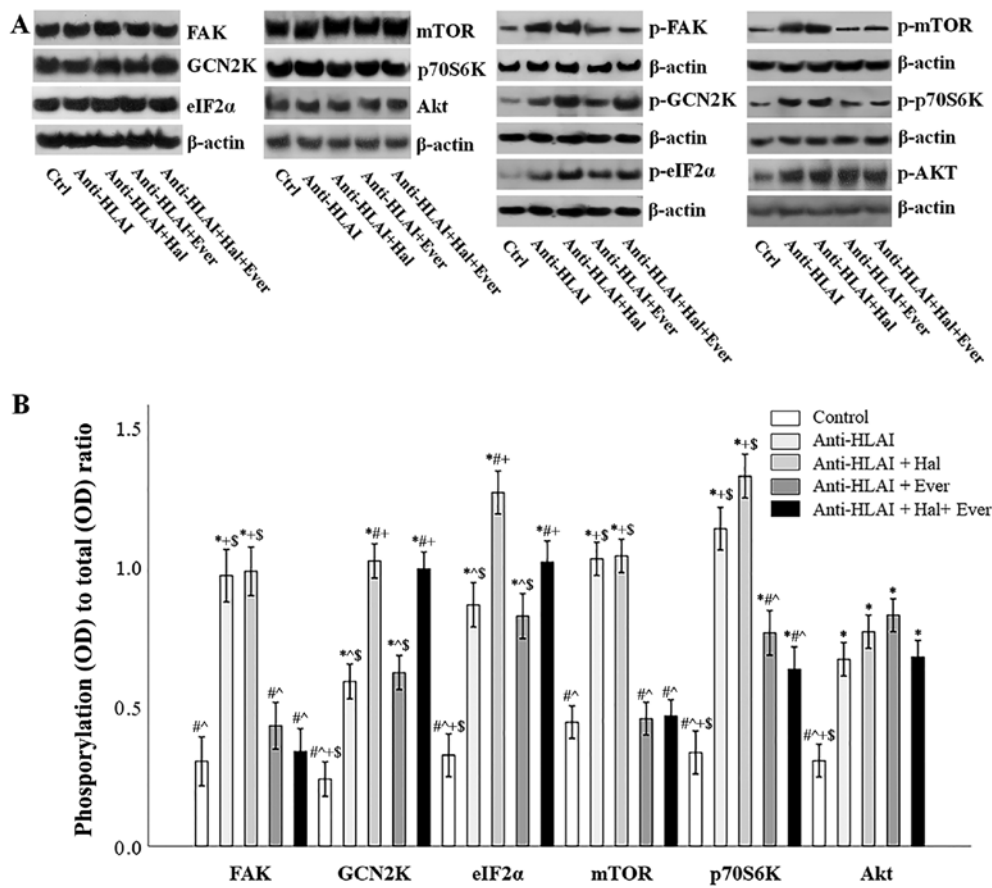 A
FAK
GCN2K
eIF2α
β-actin
Ctrl
Anti-HLAI
Anti-HLAI+Hal
Anti-HLAI+Ever
Anti-HLAI+Hal+Ever
mTOR
p70S6K
Akt
β-actin
Ctrl
Anti-HLAI
Anti-HLAI+Hal
Anti-HLAI+Ever
Anti-HLAI+Hal+Ever
p-FAK
β-actin
p-GCN2K
β-actin
p-eIF2α
β-actin
Ctrl
Anti-HLAI
Anti-HLAI+Hal
Anti-HLAI+Ever
Anti-HLAI+Hal+Ever
p-mTOR
β-actin
p-p70S6K
β-actin
p-AKT
β-actin
Ctrl
Anti-HLAI
Anti-HLAI+Hal
Anti-HLAI+Ever
Anti-HLAI+Hal+Ever
B
Phosporylation (OD) to total (OD) ratio
1.5
1.0
0.5
0.0
Control
Anti-HLAI
Anti-HLAI + Hal
Anti-HLAI + Ever
Anti-HLAI + Hal+ Ever
#^
*+$
*+$
#^
#^
#^+$
*^$
*#+
*^$
*#+
#^+$
*^$
*#+
*^$
*#+
#^
*+$
*+$
#^
#^
#^+$
*+$
*+$
*#^
*#^
#^+$
*
*
*
*
FAK
GCN2K
eIF2α
mTOR
p70S6K
Akt